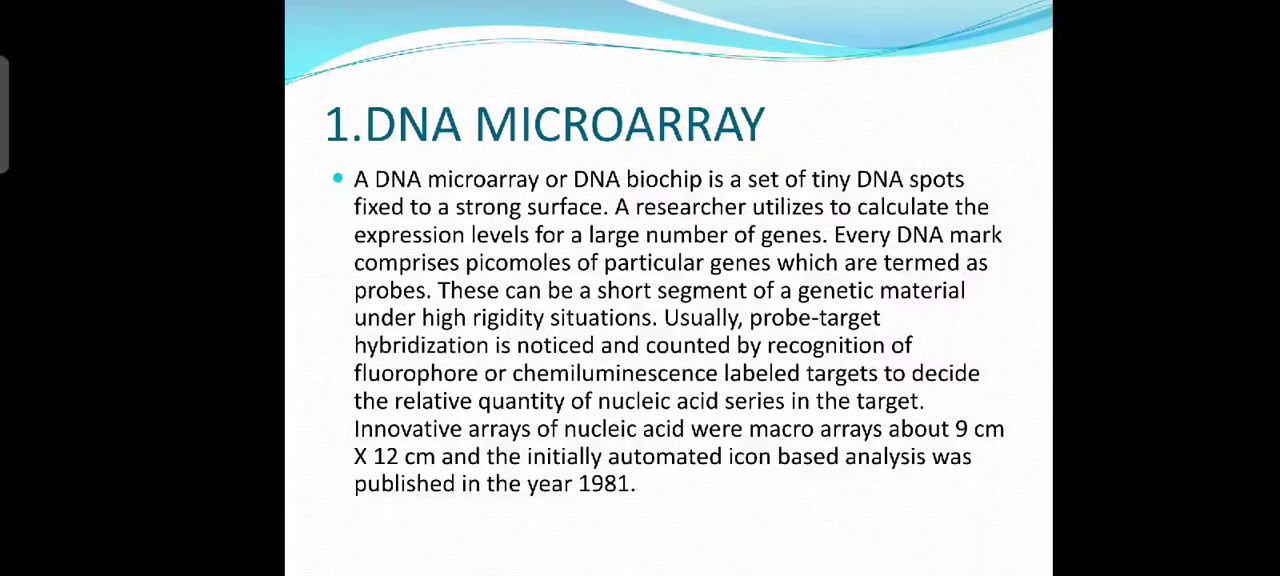 1.DNA MICROARRAY
A DNA microarray or DNA biochip is a set of tiny DNA spots
fixed to a strong surface. A researcher utilizes to calculate the
expression levels for a large number of genes. Every DNA mark
comprises picomoles of particular genes which are termed as
probes. These can be a short segment of a genetic material
under high rigidity situations. Usually, probe-target
hybridization is noticed and counted by recognition of
fluorophore or chemiluminescence labeled targets to decide
the relative quantity of nucleic acid series in the target.
Innovative arrays of nucleic acid were macro arrays about 9 cm
X 12 cm and the initially automated icon based analysis was
published in the year 1981.